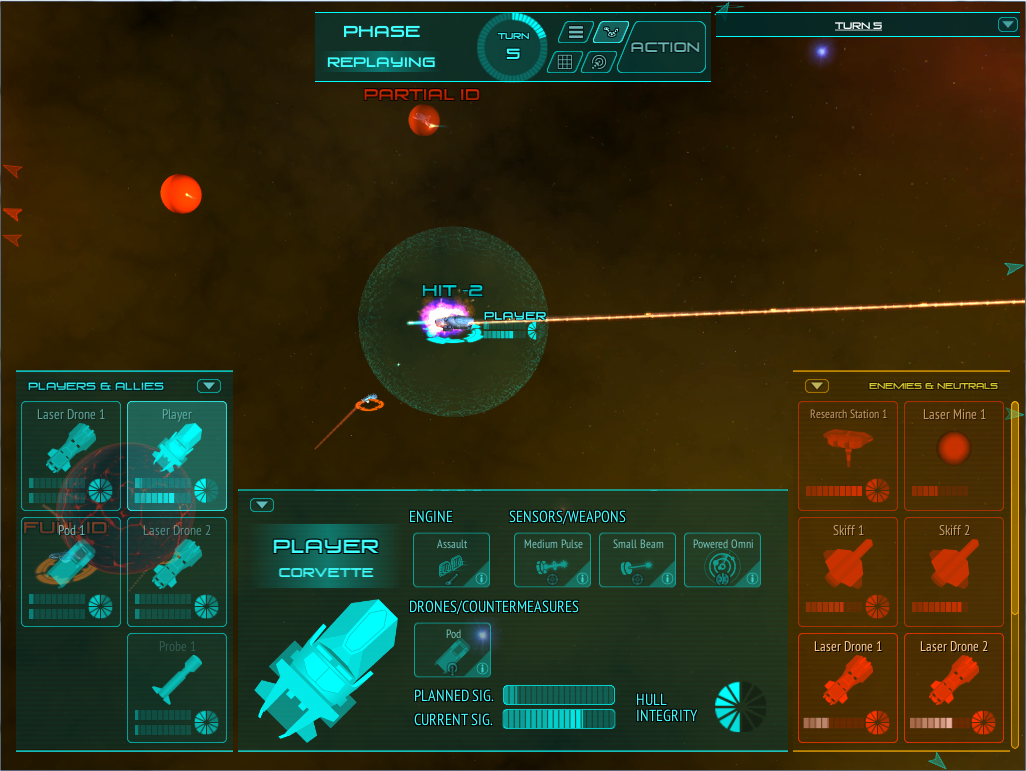 PHASE
REPLAYING
TURN
5
ACTION
TURN 5
PARTIAL ID
HIT -2
PLAYER
PLAYERS & ALLIES
Laser Drone 1
Player
FULL ID
Pod 1
Laser Drone 2
Probe 1
PLAYER
CORVETTE
ENGINE
SENSORS/WEAPONS
Assault
Medium Pulse
Small Beam
Powered Omni
DRONES/COUNTERMEASURES
Pod
PLANNED SIG.
CURRENT SIG.
HULL
INTEGRITY
ENEMIES & NEUTRALS
Research Station 1
Laser Mine 1
Skiff 1
Skiff 2
Laser Drone 1
Laser Drone 2